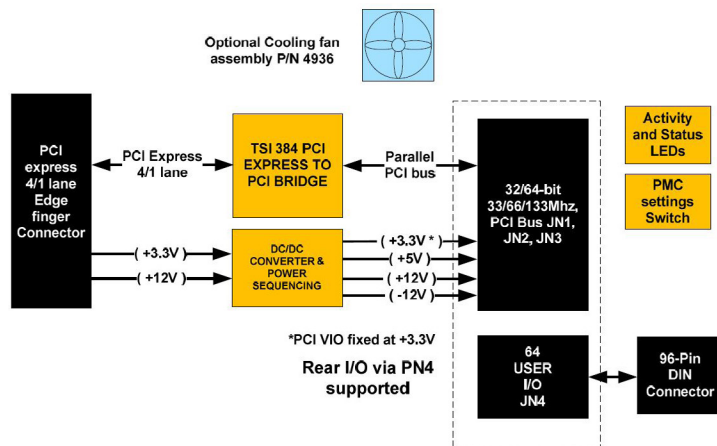 Optional Cooling fan
assembly P/N 4936
PCI
express
4/1 lane
Edge
finger
Connector
PCI Express
4/1 lane
TSI 384 PCI
EXPRESS TO
PCI BRIDGE
Parallel
PCI bus
32/64-bit
33/66/133Mhz,
PCI Bus JN1,
JN2, JN3
Activity
and Status
LEDs
PMC
settings
Switch
( +3.3V )
( +12V )
DC/DC
CONVERTER &
POWER
SEQUENCING
( +3.3V * )
( +5V )
( +12V )
( -12V )
*PCI VIO fixed at +3.3V
Rear I/O via PN4
supported
64
USER
I/O
JN4
96-Pin
DIN
Connector